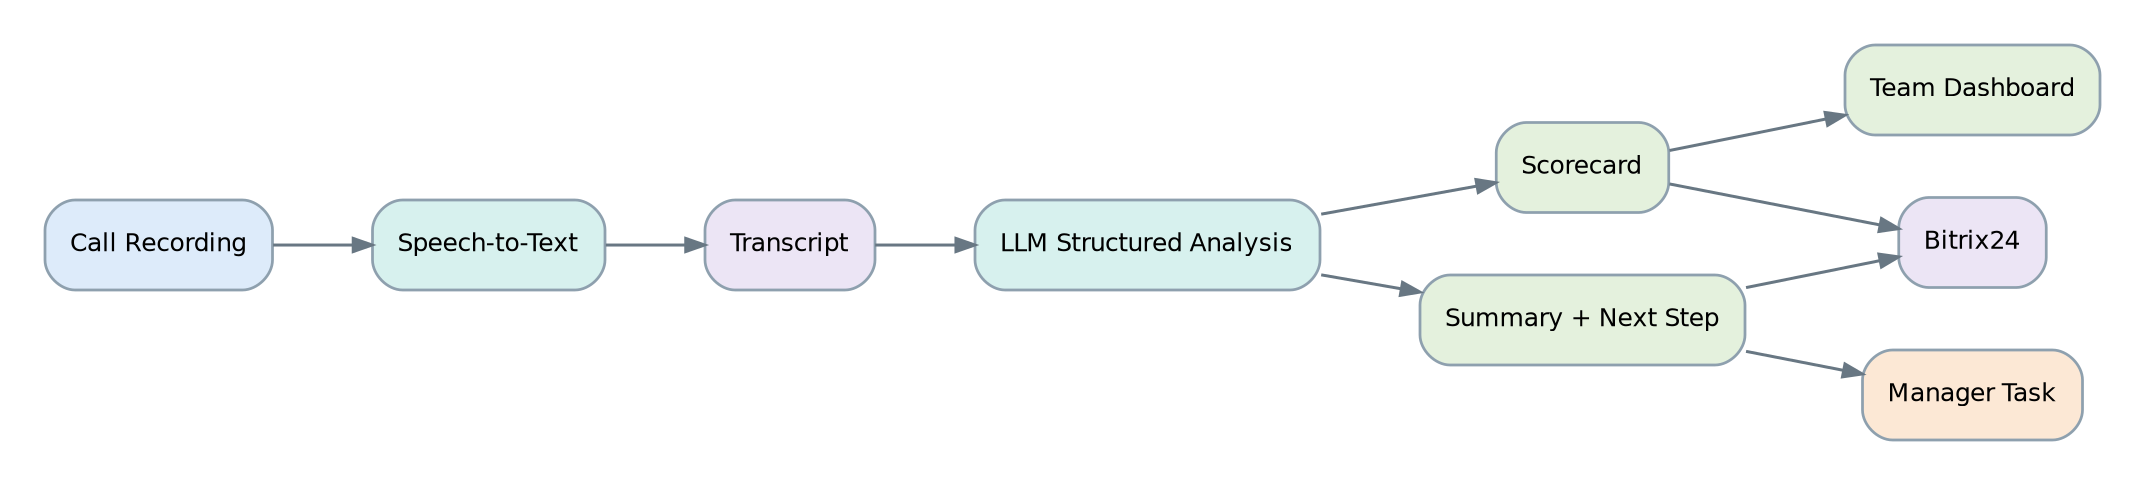 Call Recording
Speech-to-Text
Transcript
LLM Structured Analysis
Scorecard
Summary + Next Step
Team Dashboard
Bitrix24
Manager Task